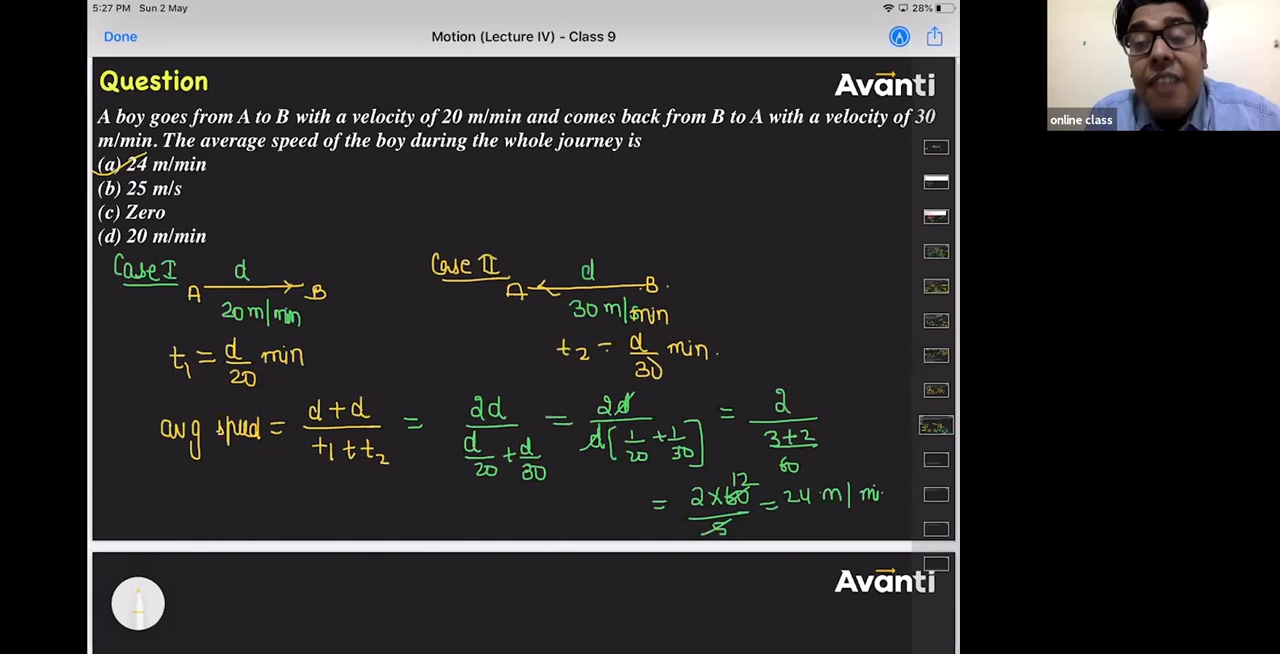 5:27 PM Sun 2 May
28%
Done
Motion (Lecture IV) - Class 9
online class
Question
Avanti
A boy goes from A to B with a velocity of 20 m/min and comes back from B to A with a velocity of 30
m/min. The average speed of the boy during the whole journey is
(a) 24 m/min
(b) 25 m/s
(c) Zero
(d) 20 m/min
Case I
A d B
20 m/min
t1 = d/20 min
Case II
A d B
30 m/min
t2 = d/30 min.
avg speed = d+d / t1+t2 = 2d / d/20 + d/30 = 2d / d[1/20 + 1/30] = 2 / 3+2/60
= 2×60 12 / 5 = 24 m/mi
Avanti